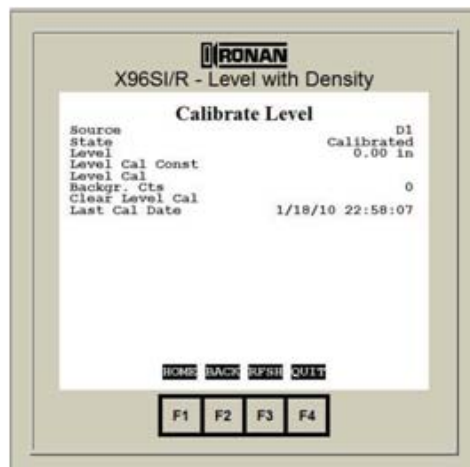 RONAN
X96SI/R - Level with Density
Calibrate Level
Source D1
State Calibrated
Level 0.00 in
Level Cal Const
Level Cal
Backgr. Cts 0
Clear Level Cal
Last Cal Date 1/18/10 22:58:07
HOME BACK RFSH QUIT
F1 F2 F3 F4